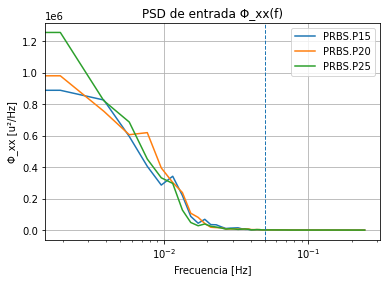 PSD de entrada Φ_xx(f)
1e6
PRBS.P15
PRBS.P20
PRBS.P25
Φ_xx [u²/Hz]
1.2
1.0
0.8
0.6
0.4
0.2
0.0
10⁻²
10⁻¹
Frecuencia [Hz]